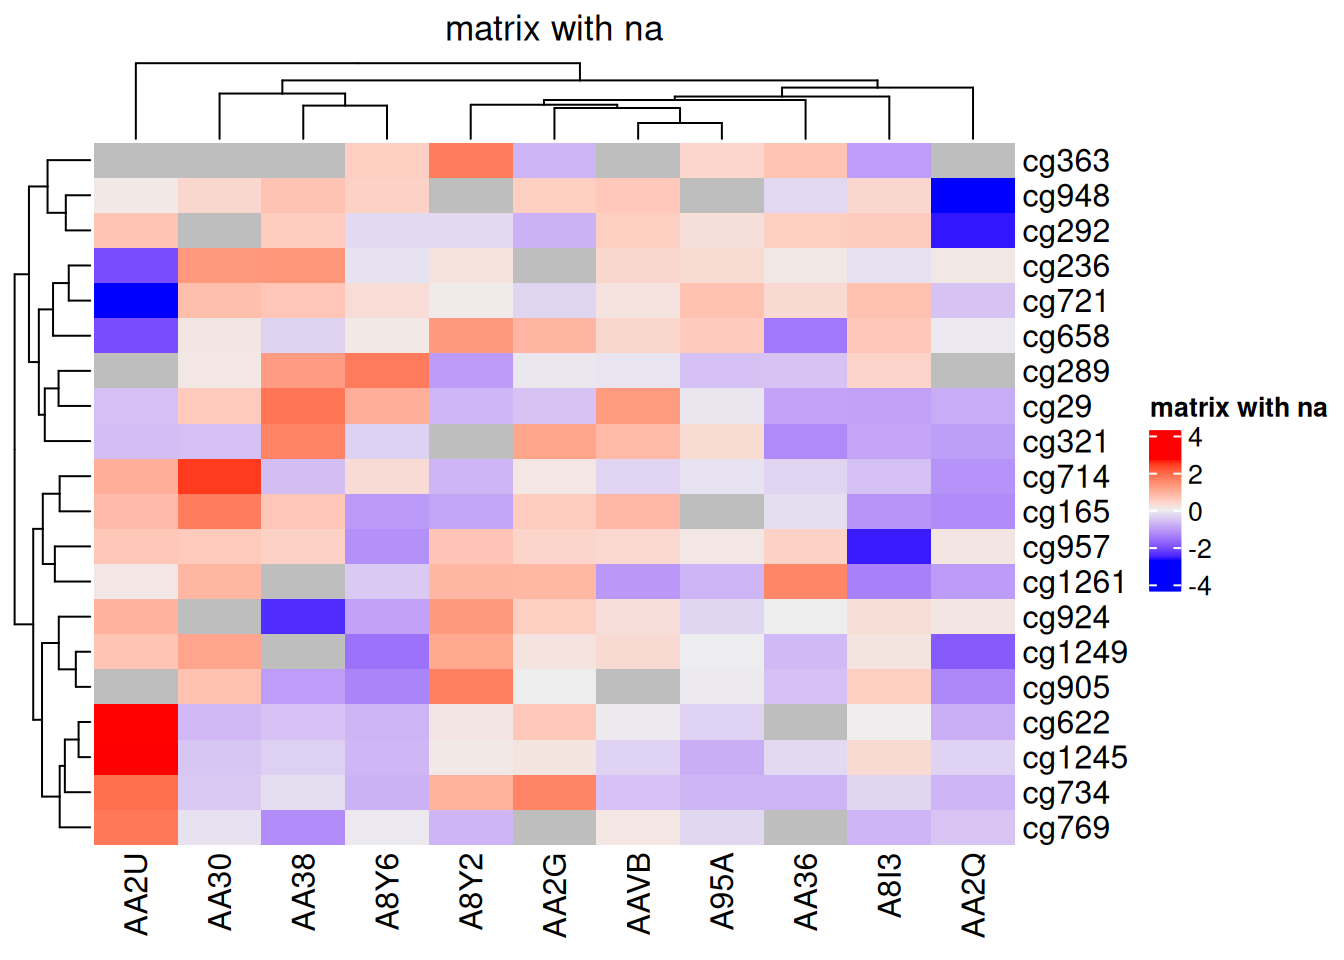 matrix with na
cg363
cg948
cg292
cg236
cg721
cg658
cg289
cg29
cg321
cg714
cg165
cg957
cg1261
cg924
cg1249
cg905
cg622
cg1245
cg734
cg769
AA2U
AA30
AA38
A8Y6
A8Y2
AA2G
AAVB
A95A
AA36
A8I3
AA2Q
matrix with na
4
2
0
-2
-4